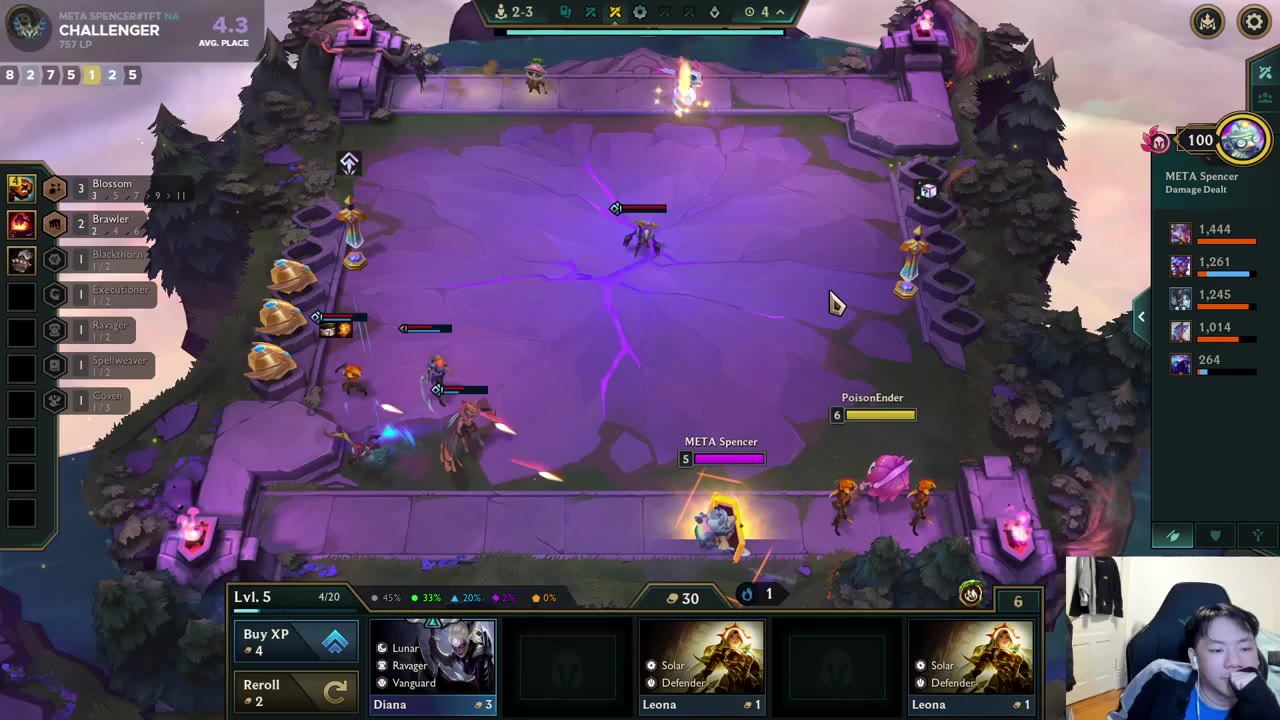 META SPENCER#TFT NA
CHALLENGER
757 LP
4.3
AVG. PLACE
8 2 7 5 1 2 5
2-3
4
100
META Spencer
Damage Dealt
1,444
1,261
1,245
1,014
264
3 Blossom
3 > 5 > 7 > 9 > 11
2 Brawler
2 > 4 > 6
1 Blackthorn
1 / 2
1 Executioner
1 / 2
1 Ravager
1 / 2
1 Spellweaver
1 / 2
1 Coven
1 / 3
PoisonEnder
6
META Spencer
5
Lvl. 5
4/20
45%
33%
20%
2%
0%
30
1
6
Buy XP
4
Reroll
2
Lunar
Ravager
Vanguard
Diana 3
Solar
Defender
Leona 1
Solar
Defender
Leona 1